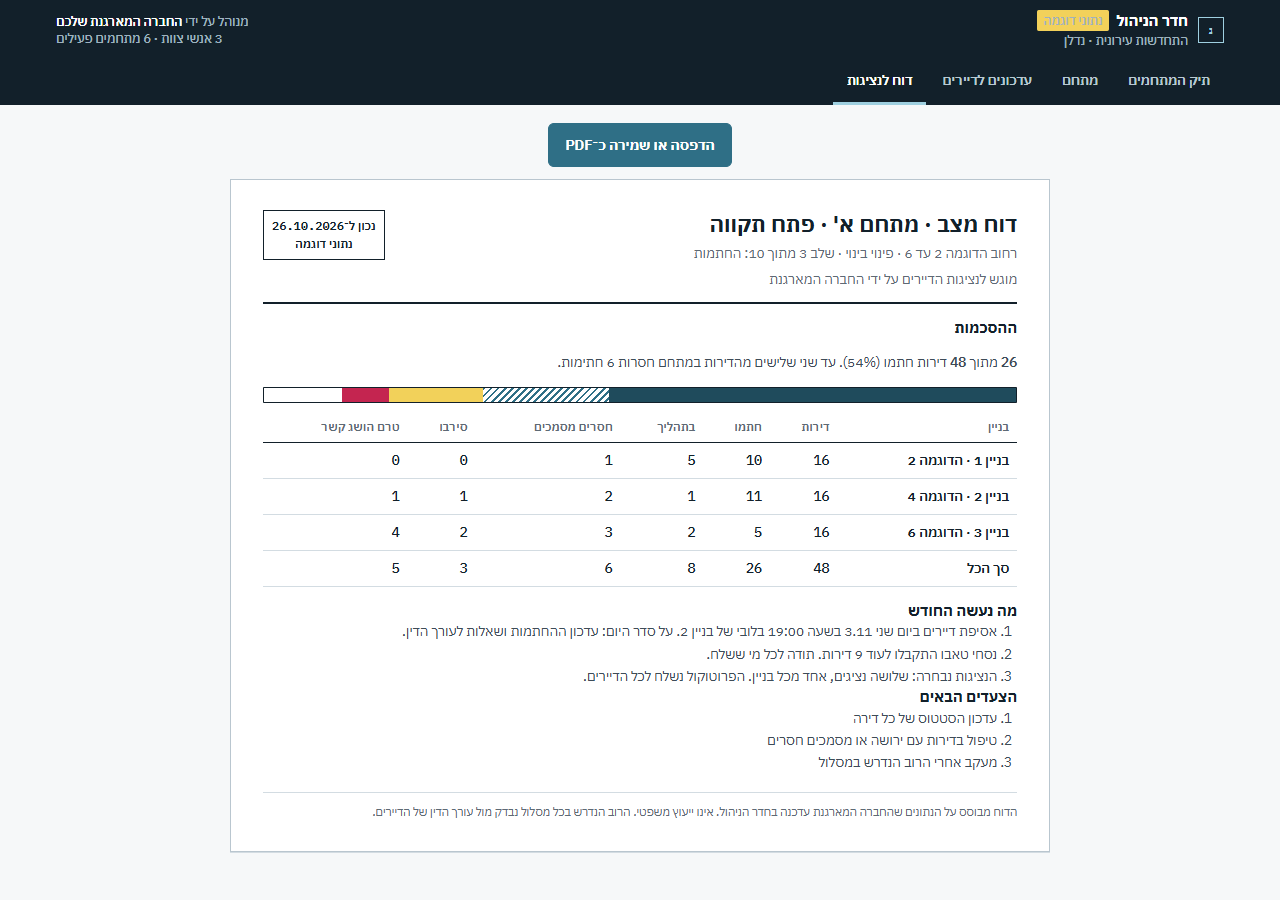 נ
חדר הניהול נתוני דוגמה
התחדשות עירונית · נדלן
מנוהל על ידי החברה המארגנת שלכם
3 אנשי צוות · 6 מתחמים פעילים
תיק המתחמים
מתחם
עדכונים לדיירים
דוח לנציגות
הדפסה או שמירה כ־PDF
דוח מצב · מתחם א' · פתח תקווה
רחוב הדוגמה 2 עד 6 · פינוי בינוי · שלב 3 מתוך 10: החתמות
מוגש לנציגות הדיירים על ידי החברה המארגנת
נכון ל־26.10.2026
נתוני דוגמה
ההסכמות
26 מתוך 48 דירות חתמו (54%). עד שני שלישים מהדירות במתחם חסרות 6 חתימות.
בניין דירות חתמו בתהליך חסרים מסמכים סירבו טרם הושג קשר
בניין 1 · הדוגמה 2 16 10 5 1 0 0
בניין 2 · הדוגמה 4 16 11 1 2 1 1
בניין 3 · הדוגמה 6 16 5 2 3 2 4
סך הכל 48 26 8 6 3 5
מה נעשה החודש
1. אסיפת דיירים ביום שני 3.11 בשעה 19:00 בלובי של בניין 2. על סדר היום: עדכון ההחתמות ושאלות לעורך הדין.
2. נסחי טאבו התקבלו לעוד 9 דירות. תודה לכל מי ששלח.
3. הנציגות נבחרה: שלושה נציגים, אחד מכל בניין. הפרוטוקול נשלח לכל הדיירים.
הצעדים הבאים
1. עדכון הסטטוס של כל דירה
2. טיפול בדירות עם ירושה או מסמכים חסרים
3. מעקב אחרי הרוב הנדרש במסלול
הדוח מבוסס על הנתונים שהחברה המארגנת עדכנה בחדר הניהול. אינו ייעוץ משפטי. הרוב הנדרש בכל מסלול נבדק מול עורך הדין של הדיירים.